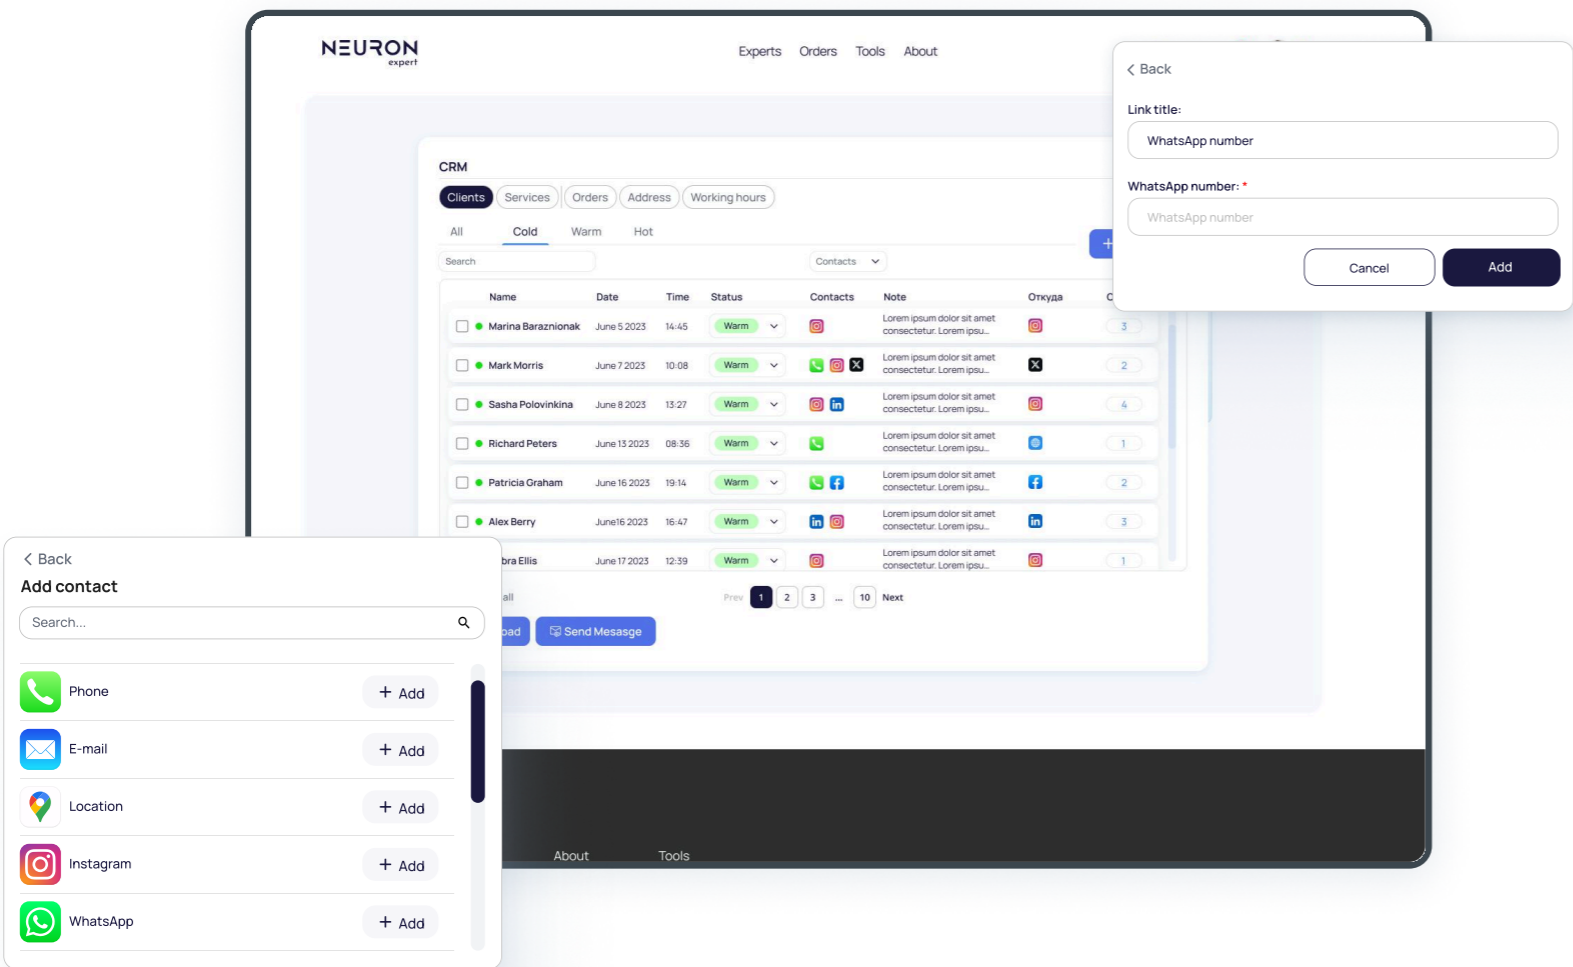 NEURON
expert
Experts Orders Tools About
Back
Link title:
WhatsApp number
WhatsApp number: *
WhatsApp number
Cancel Add
CRM
Clients Services Orders Address Working hours
All Cold Warm Hot
+
Search Contacts
Name Date Time Status Contacts Note Откуда
Marina Baraznionak June 5 2023 14:45 Warm Lorem ipsum dolor sit amet
consectetur. Lorem ipsu... 3
Mark Morris June 7 2023 10:08 Warm Lorem ipsum dolor sit amet
consectetur. Lorem ipsu... 2
Sasha Polovinkina June 8 2023 13:27 Warm Lorem ipsum dolor sit amet
consectetur. Lorem ipsu... 4
Richard Peters June 13 2023 08:36 Warm Lorem ipsum dolor sit amet
consectetur. Lorem ipsu... 1
Patricia Graham June 16 2023 19:14 Warm Lorem ipsum dolor sit amet
consectetur. Lorem ipsu... 2
Alex Berry June16 2023 16:47 Warm Lorem ipsum dolor sit amet
consectetur. Lorem ipsu... 3
bra Ellis June 17 2023 12:39 Warm Lorem ipsum dolor sit amet
consectetur. Lorem ipsu... 1
all Prev 1 2 3 ... 10 Next
oad Send Mesasge
Back
Add contact
Search...
Phone + Add
E-mail + Add
Location + Add
Instagram + Add
WhatsApp + Add
About Tools